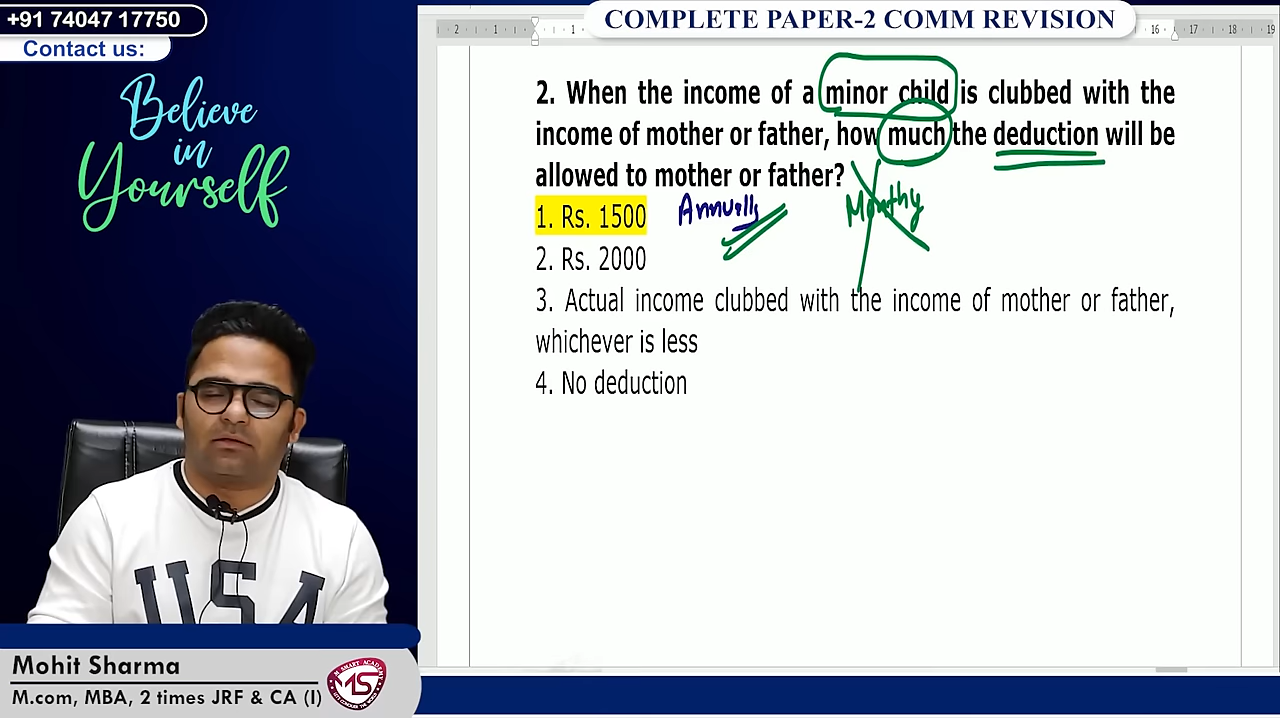 +91 74047 17750
Contact us:
COMPLETE PAPER-2 COMM REVISION
Believe
in
Yourself
2. When the income of a minor child is clubbed with the
income of mother or father, how much the deduction will be
allowed to mother or father?
1. Rs. 1500 Annually Monthy
2. Rs. 2000
3. Actual income clubbed with the income of mother or father,
whichever is less
4. No deduction
USA
Mohit Sharma
M.com, MBA, 2 times JRF & CA (I)
MS